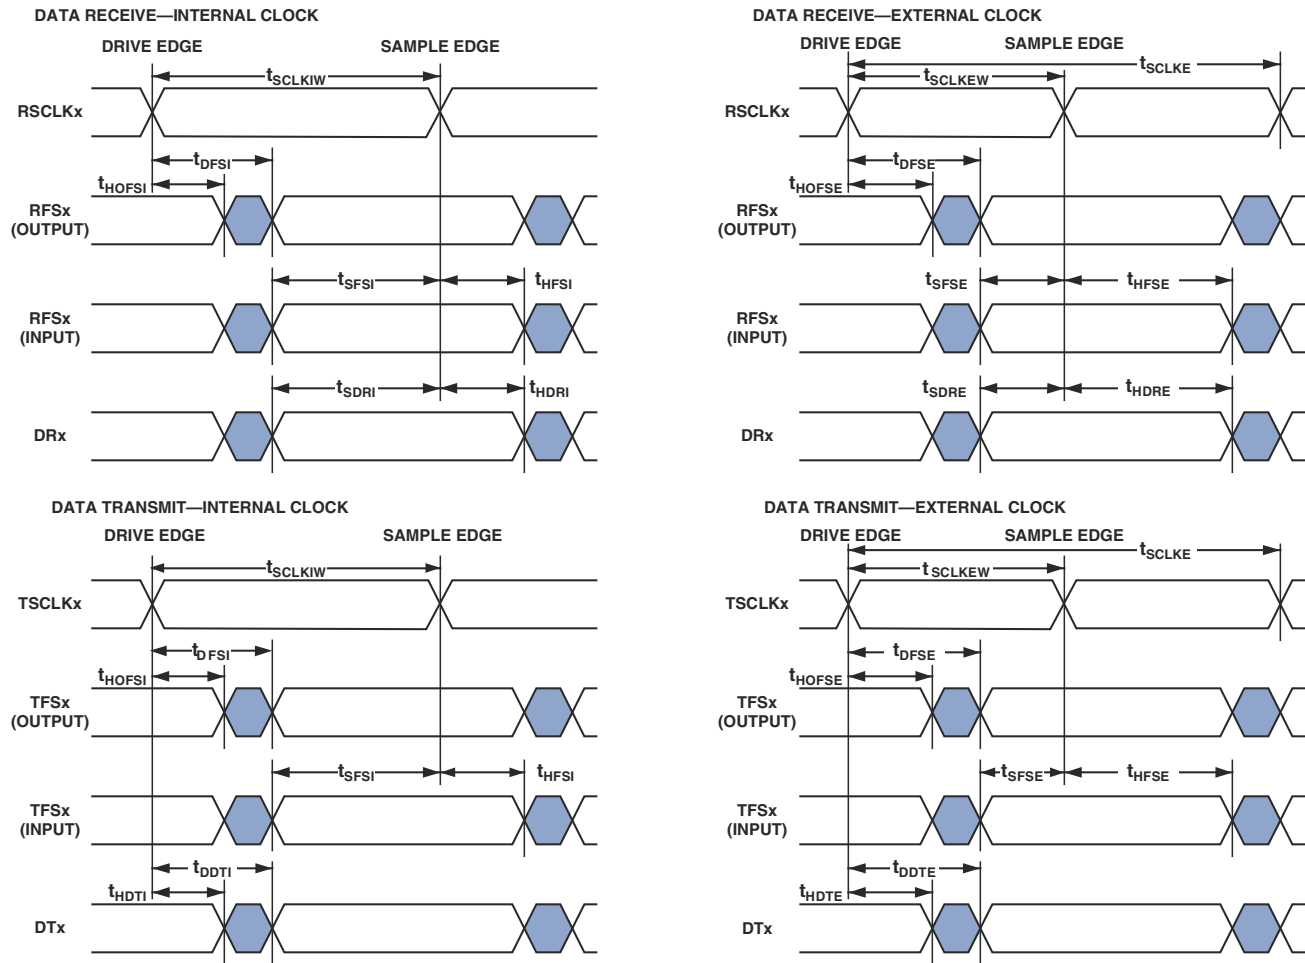 DATA RECEIVE—INTERNAL CLOCK
DRIVE EDGE
SAMPLE EDGE
tSCLKIW
RSCLKx
tDFSI
tHOFSI
RFSx
(OUTPUT)
tSFSI
tHFSI
RFSx
(INPUT)
tSDRI
tHDRI
DRx
DATA RECEIVE—EXTERNAL CLOCK
DRIVE EDGE
SAMPLE EDGE
tSCLKE
tSCLKEW
RSCLKx
tDFSE
tHOFSE
RFSx
(OUTPUT)
tSFSE
tHFSE
RFSx
(INPUT)
tSDRE
tHDRE
DRx
DATA TRANSMIT—INTERNAL CLOCK
DRIVE EDGE
SAMPLE EDGE
tSCLKIW
TSCLKx
tDFSI
tHOFSI
TFSx
(OUTPUT)
tSFSI
tHFSI
TFSx
(INPUT)
tDDTI
tHDTI
DTx
DATA TRANSMIT—EXTERNAL CLOCK
DRIVE EDGE
SAMPLE EDGE
tSCLKE
tSCLKEW
TSCLKx
tDFSE
tHOFSE
TFSx
(OUTPUT)
tSFSE
tHFSE
TFSx
(INPUT)
tDDTE
tHDTE
DTx